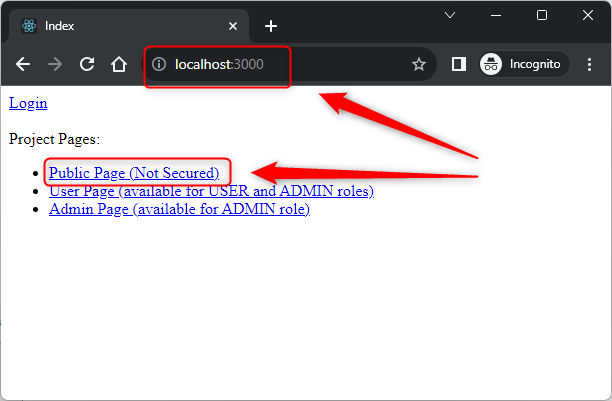 Index
localhost:3000
Incognito
Login
Project Pages:
Public Page (Not Secured)
User Page (available for USER and ADMIN roles)
Admin Page (available for ADMIN role)